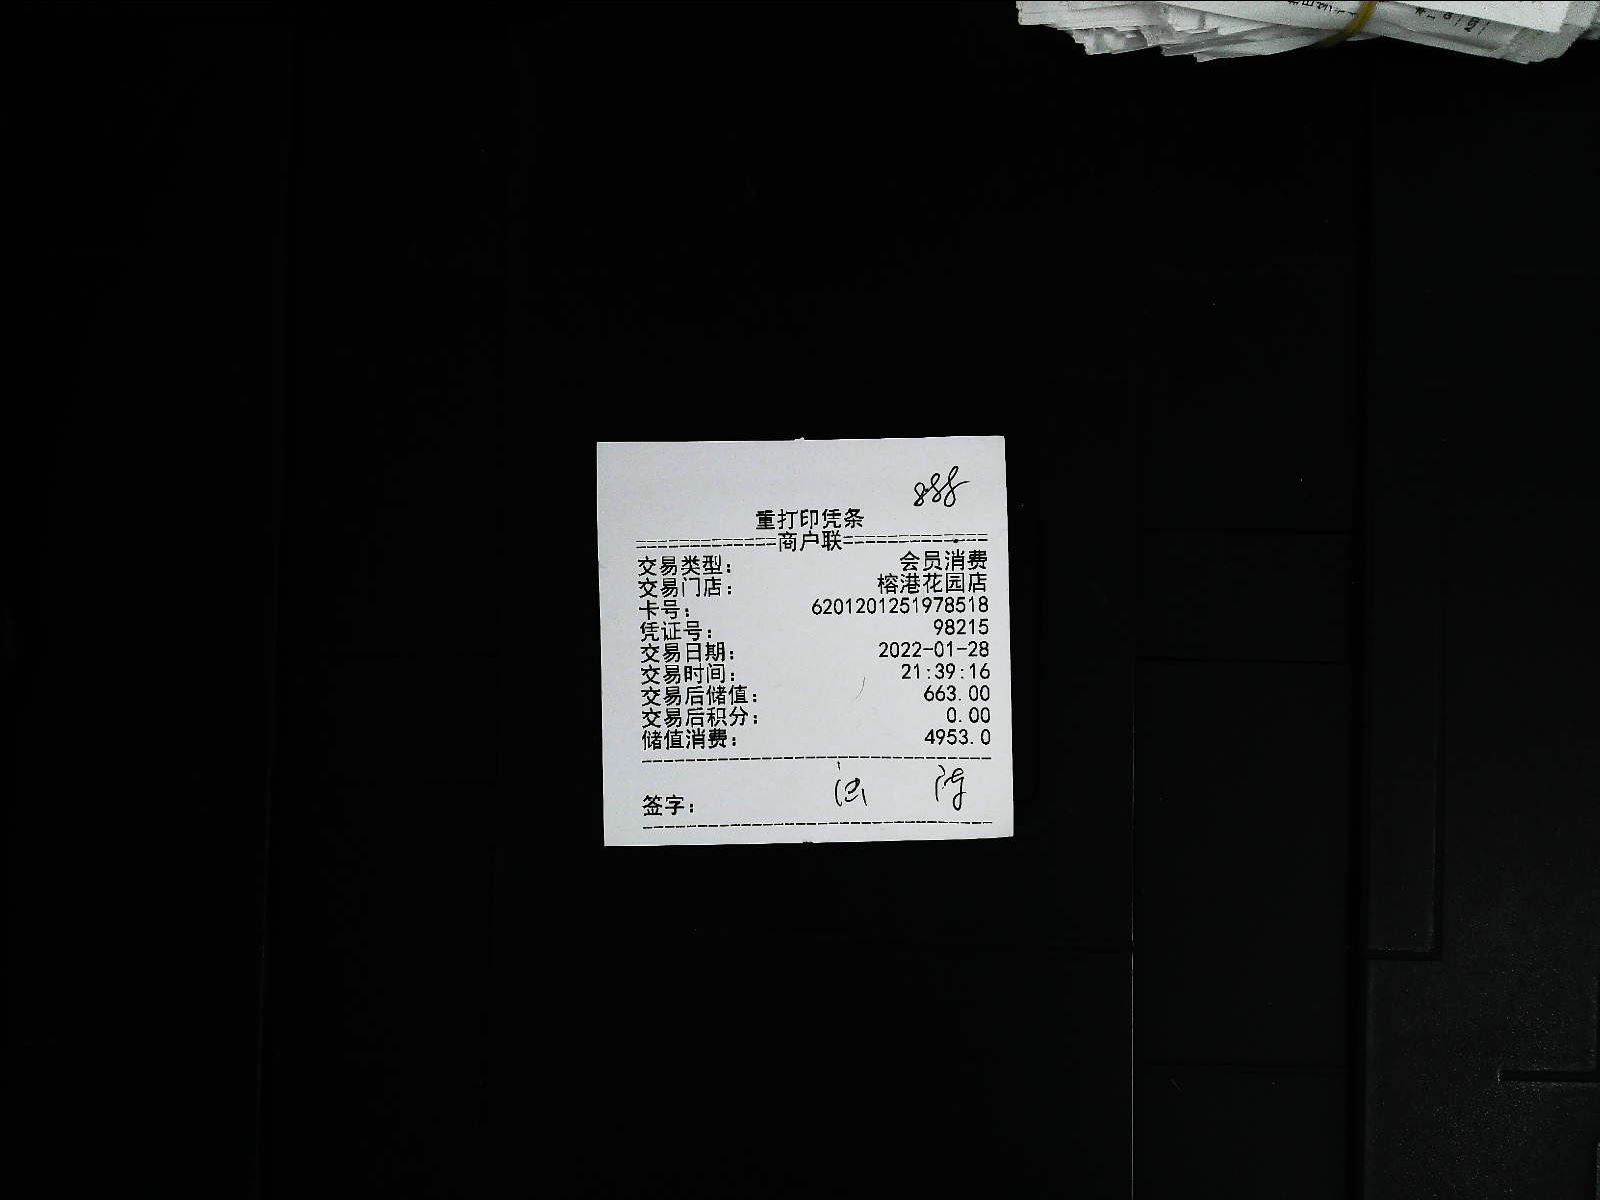 888
重打印凭条
=============商户联=============
交易类型： 会员消费
交易门店： 榕港花园店
卡号： 6201201251978518
凭证号： 98215
交易日期： 2022-01-28
交易时间： 21:39:16
交易后储值： 663.00
交易后积分： 0.00
储值消费： 4953.0
签字：